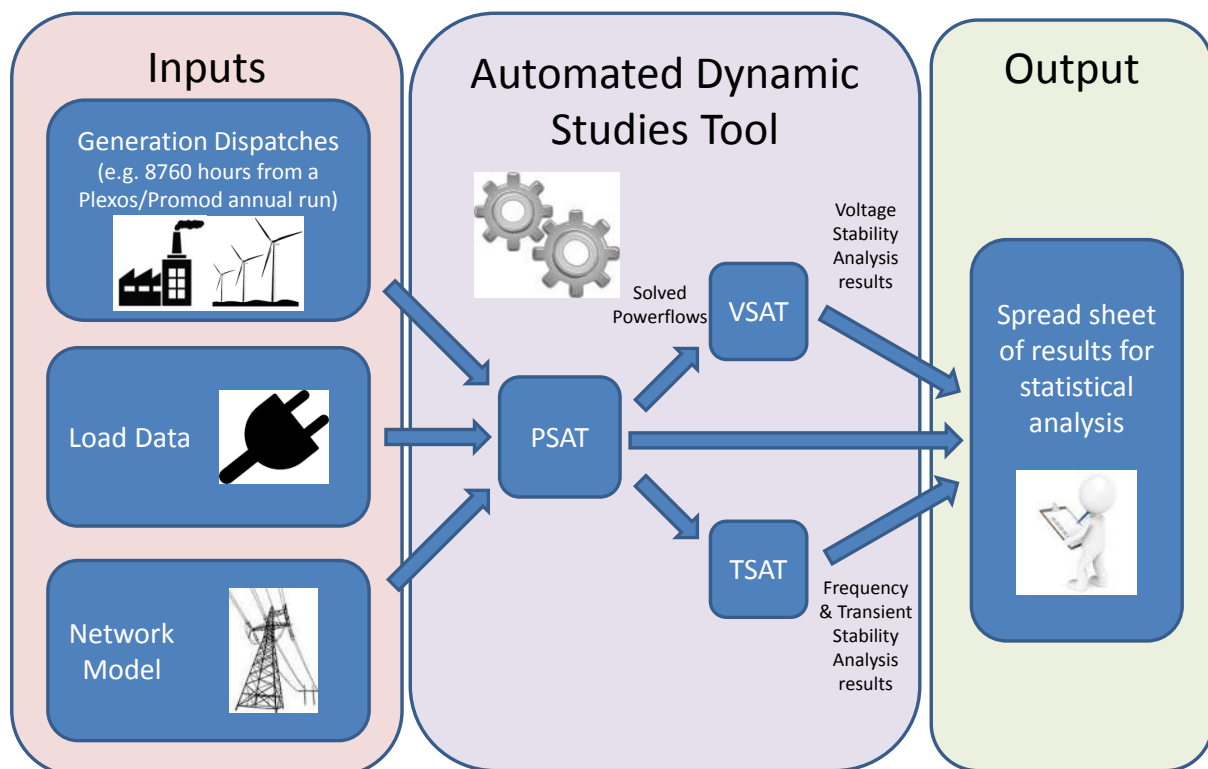 Inputs
Generation Dispatches
(e.g. 8760 hours from a
Plexos/Promod annual run)
Load Data
Network
Model
Automated Dynamic
Studies Tool
PSAT
Solved
Powerflows
VSAT
Voltage
Stability
Analysis
results
TSAT
Frequency
& Transient
Stability
Analysis
results
Output
Spread sheet
of results for
statistical
analysis